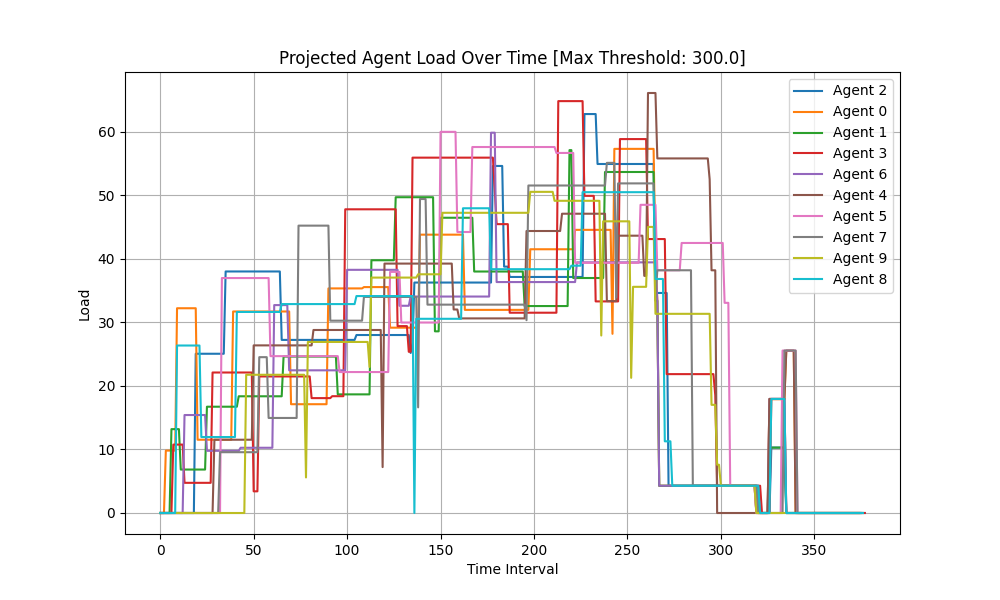 Projected Agent Load Over Time [Max Threshold: 300.0]
Load
60
50
40
30
20
10
0
0 50 100 150 200 250 300 350
Time Interval
Agent 2
Agent 0
Agent 1
Agent 3
Agent 6
Agent 4
Agent 5
Agent 7
Agent 9
Agent 8